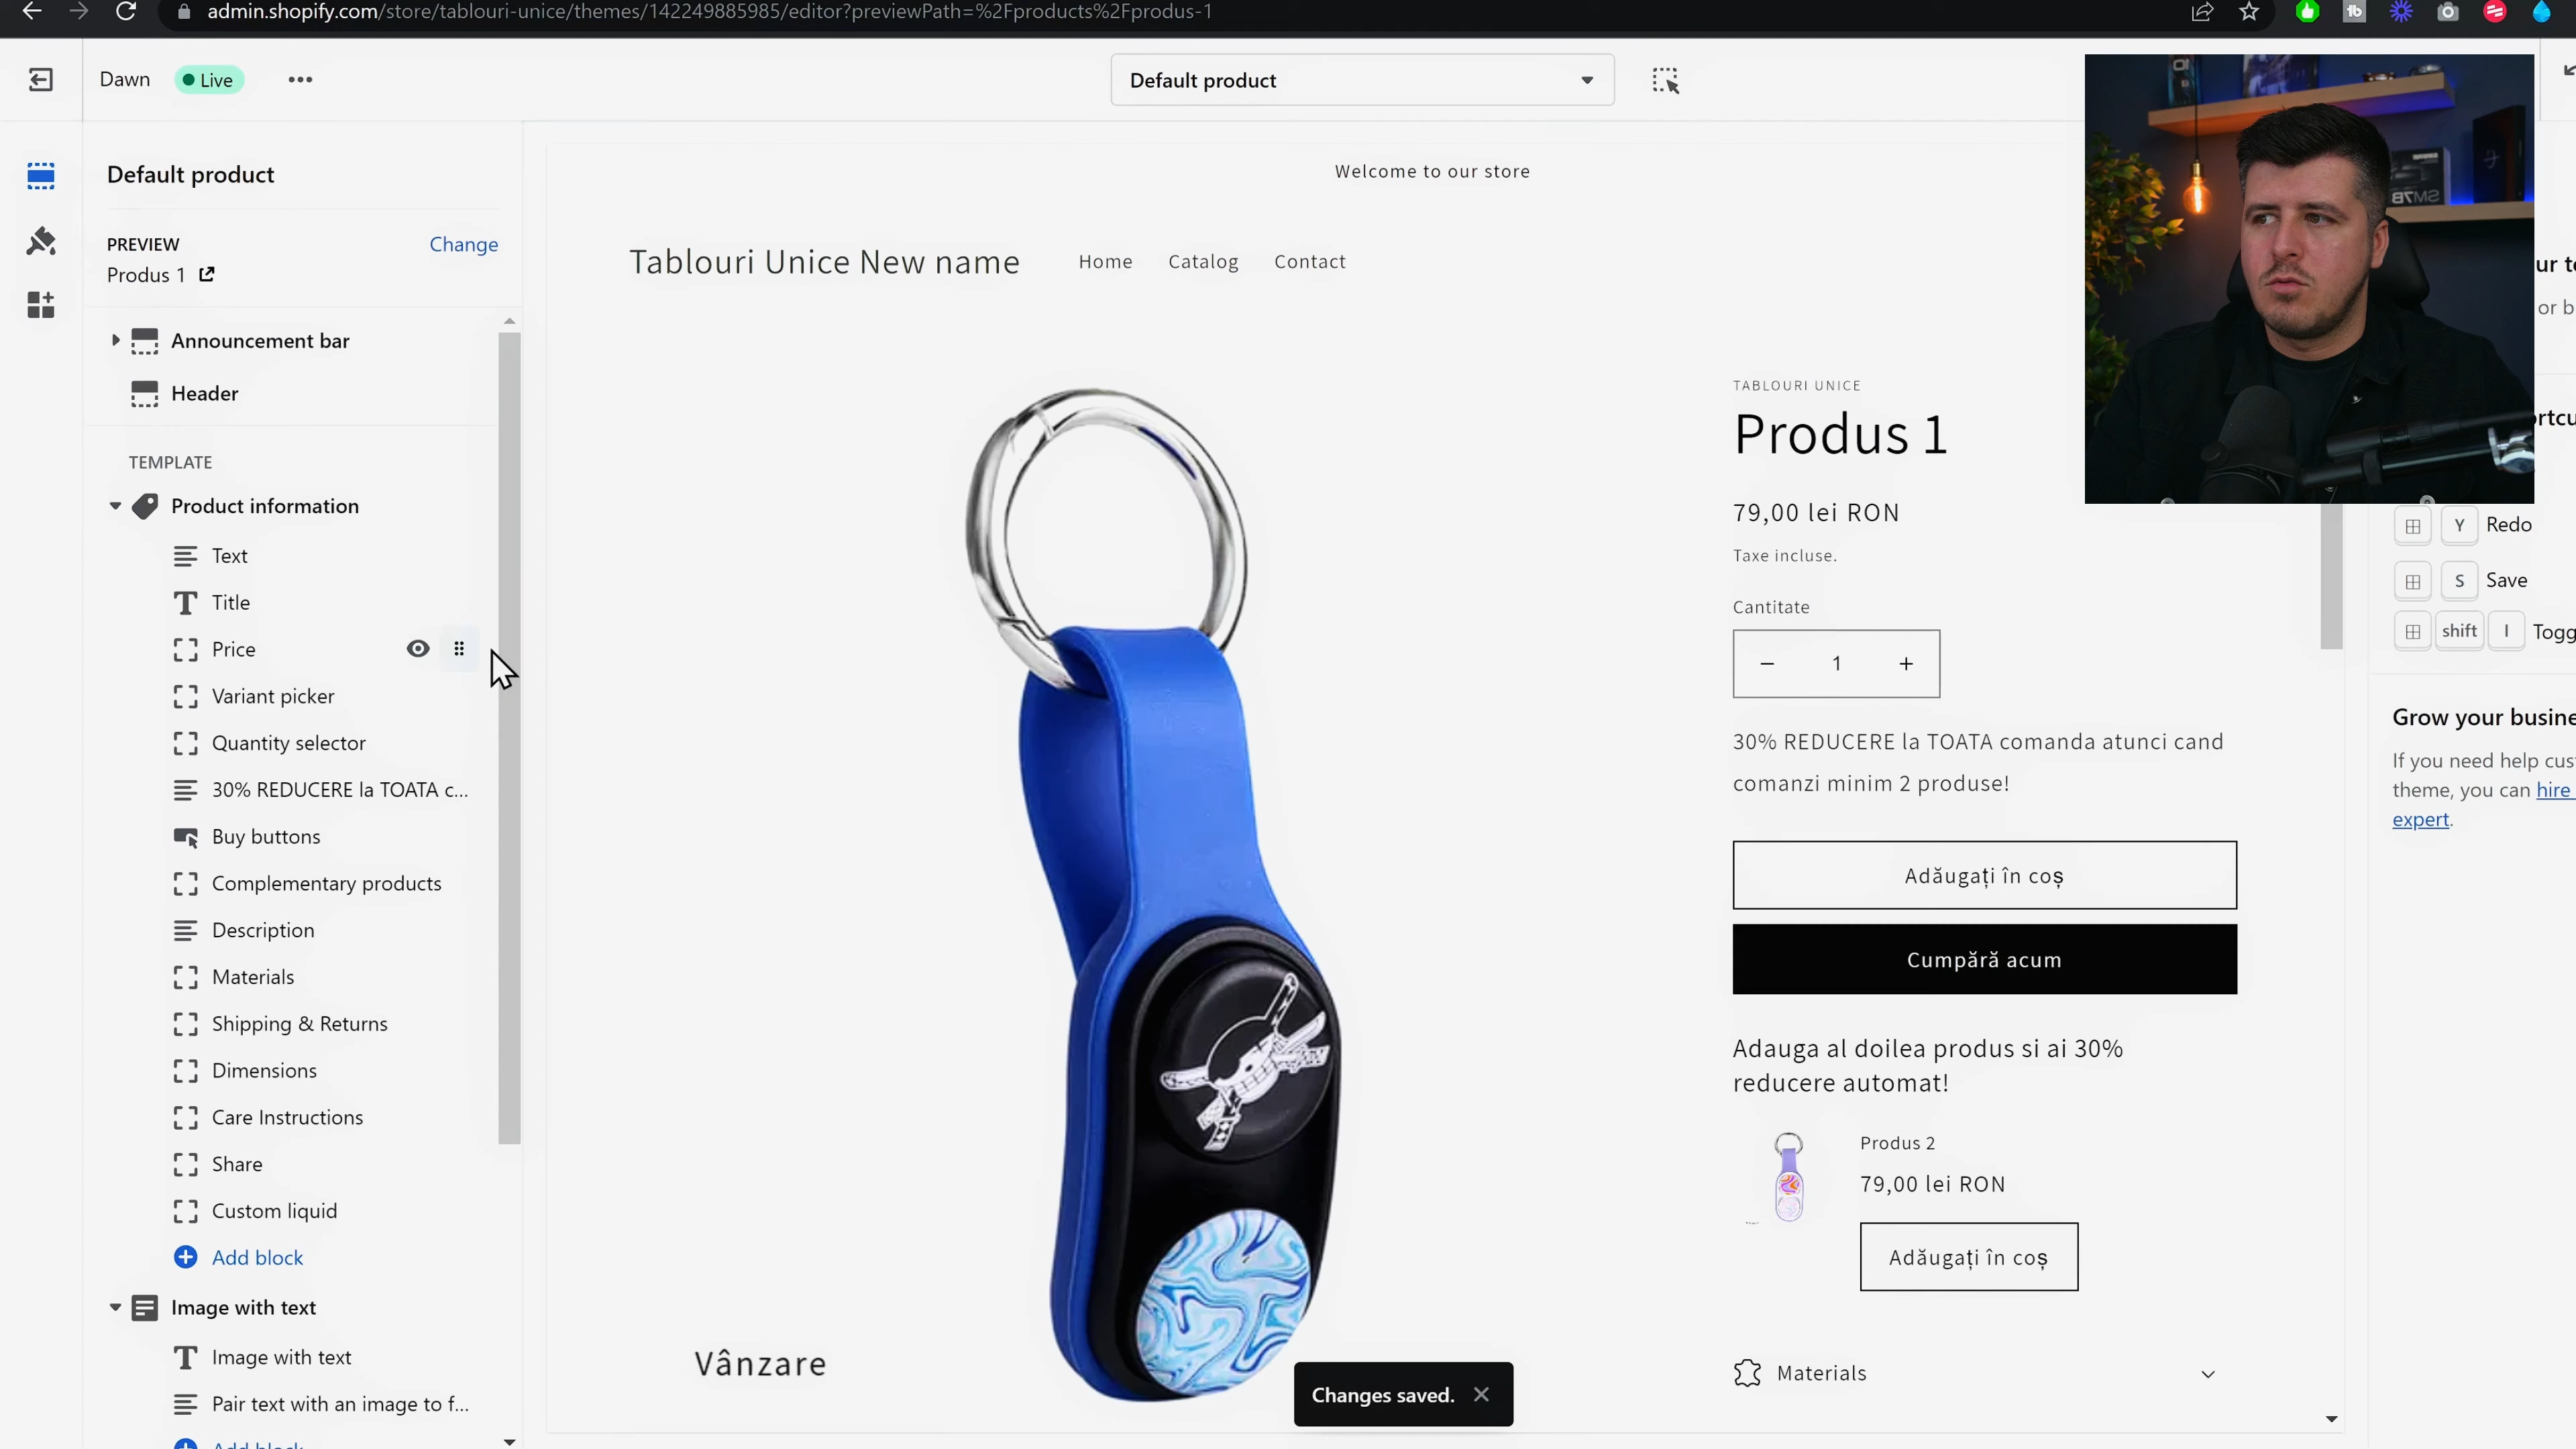 admin.shopify.com/store/tablouri-unice/themes/142249885985/editor?previewPath=%2Fproducts%2Fprodus-1
Dawn
Live
Default product
Default product
PREVIEW
Change
Produs 1
Announcement bar
Header
TEMPLATE
Product information
Text
Title
Price
Variant picker
Quantity selector
30% REDUCERE la TOATA c...
Buy buttons
Complementary products
Description
Materials
Shipping & Returns
Dimensions
Care Instructions
Share
Custom liquid
Add block
Image with text
Image with text
Pair text with an image to f...
Add block
Welcome to our store
Tablouri Unice New name
Home
Catalog
Contact
TABLOURI UNICE
Produs 1
79,00 lei RON
Taxe incluse.
Cantitate
− 1 +
30% REDUCERE la TOATA comanda atunci cand
comanzi minim 2 produse!
Adăugați în coș
Cumpără acum
Adauga al doilea produs si ai 30%
reducere automat!
Produs 2
79,00 lei RON
Adăugați în coș
Materials
Vânzare
Changes saved.
SM7B
or
Y Redo
S Save
shift I
Grow your
If you need help
theme, you can hire
expert.